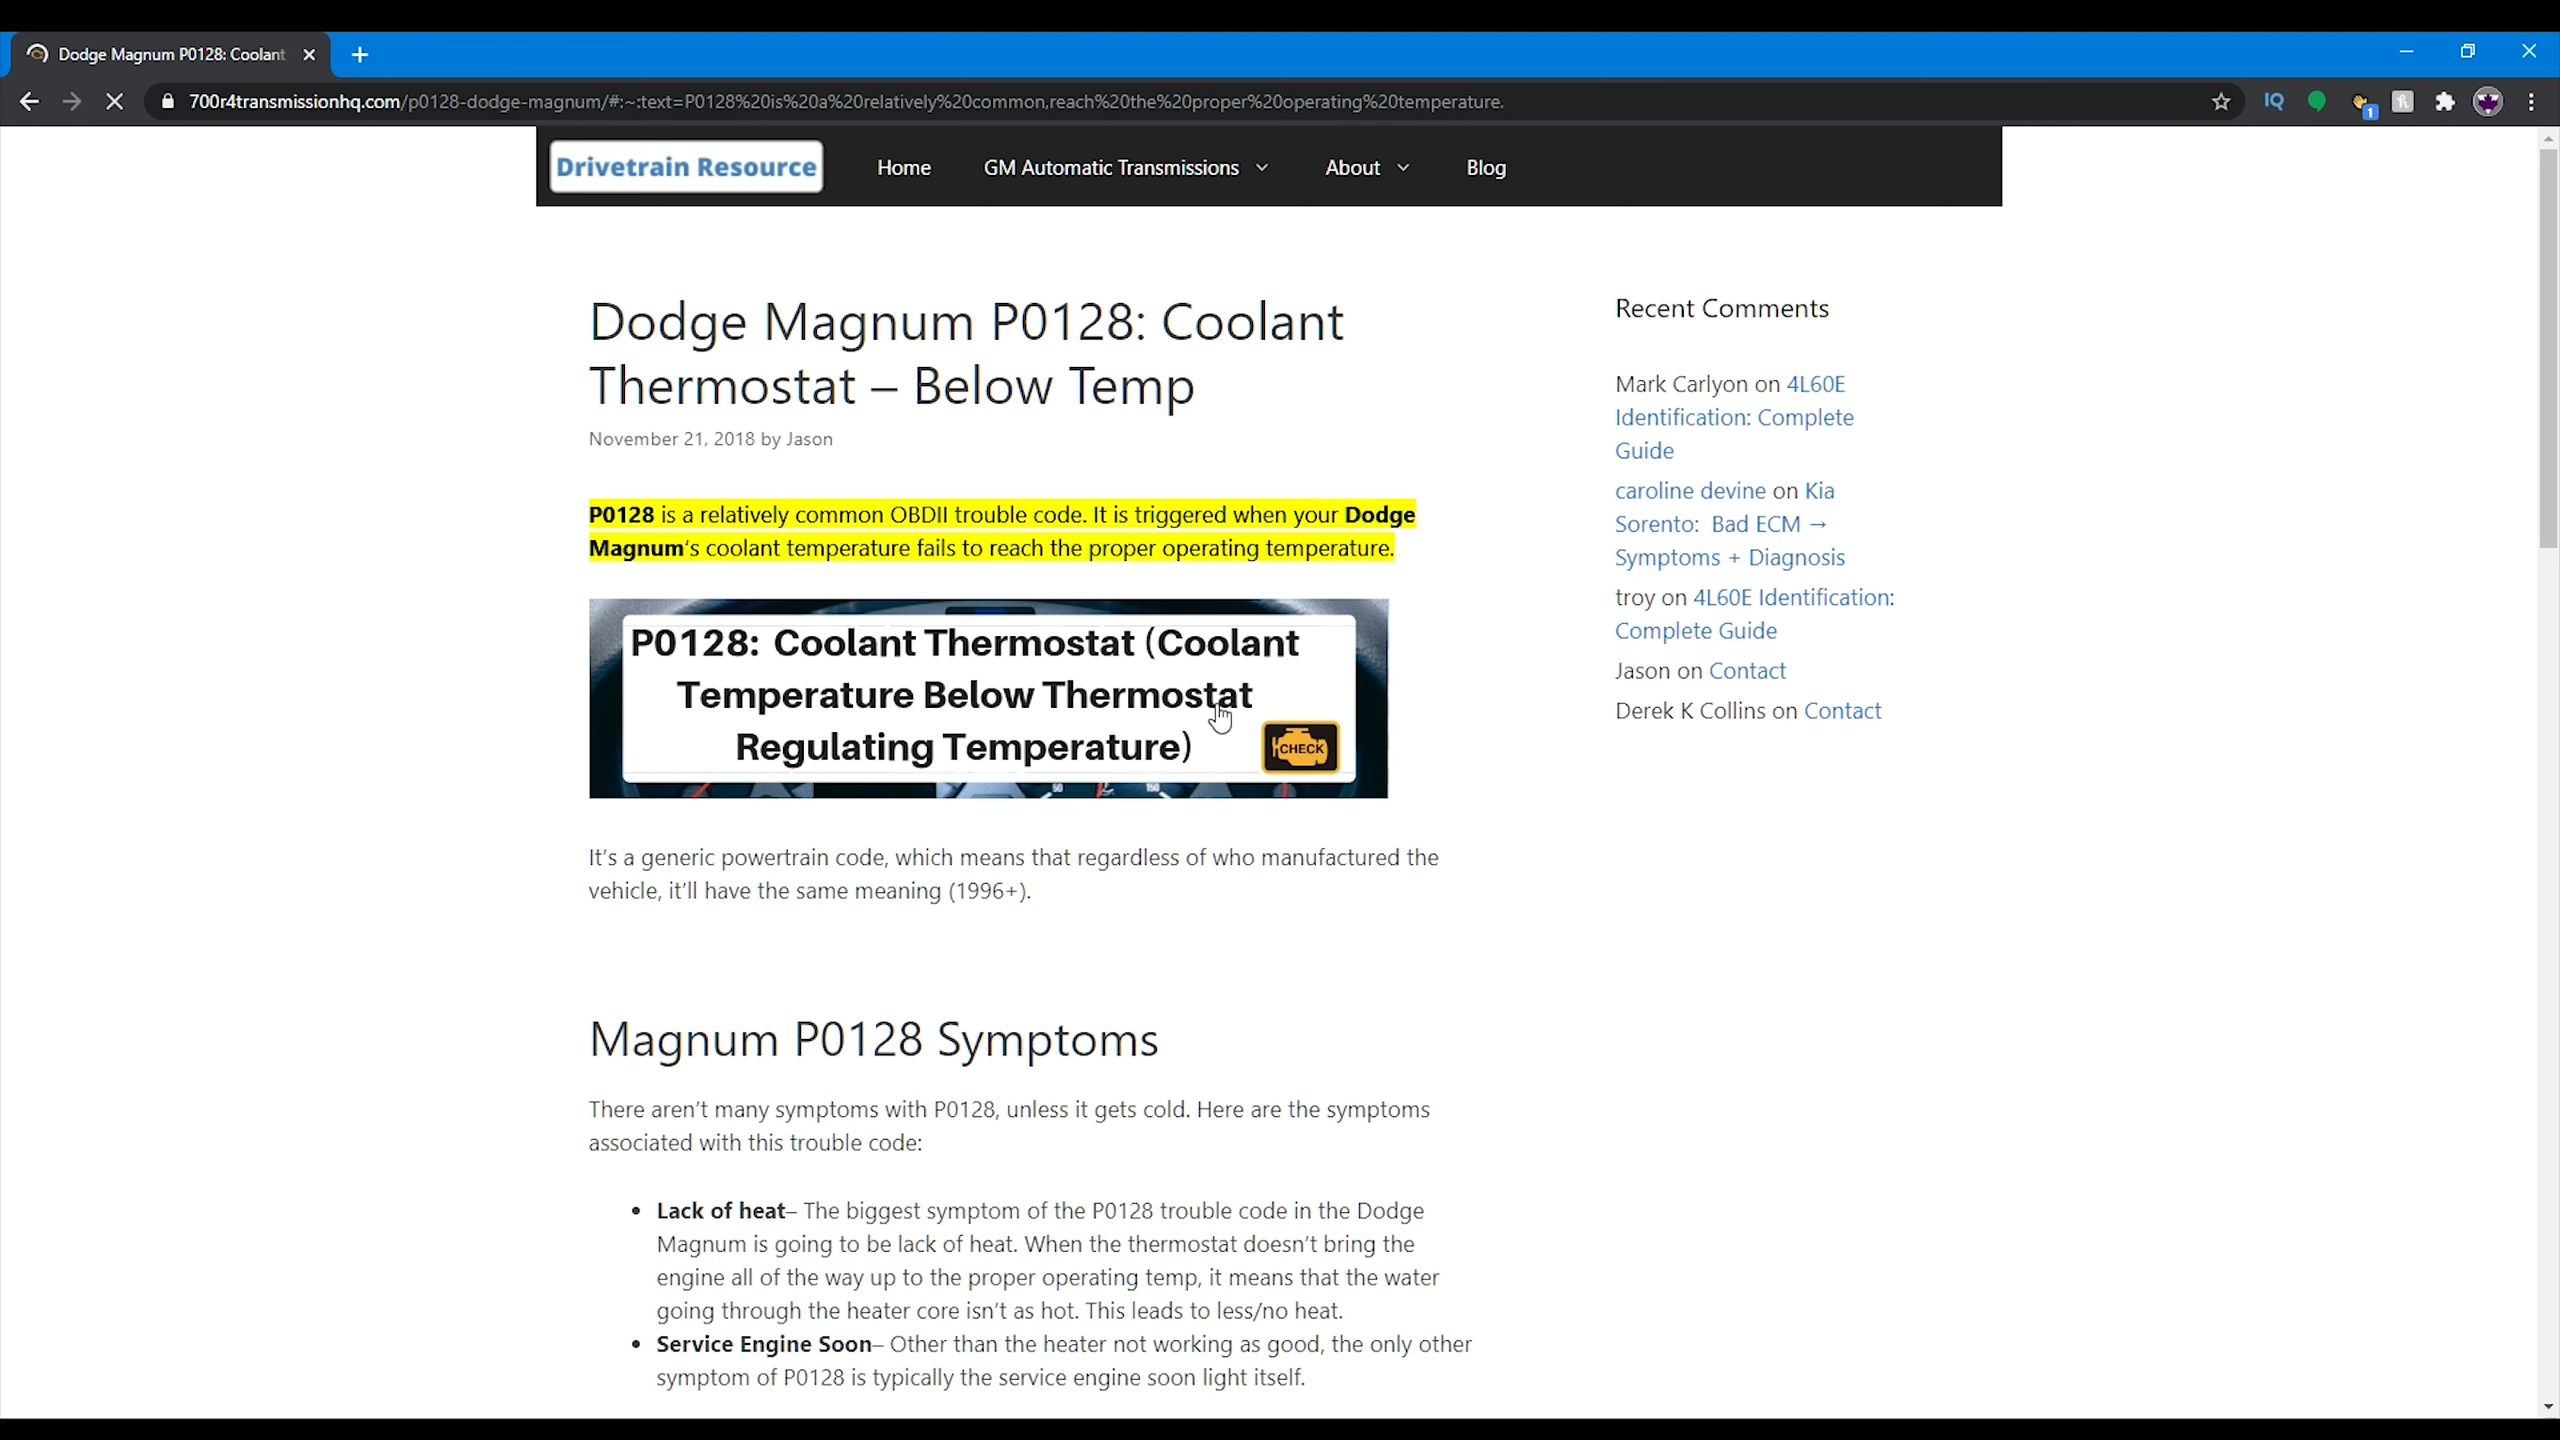 Dodge Magnum P0128: Coolant
700r4transmissionhq.com/p0128-dodge-magnum/#:~:text=P0128%20is%20a%20relatively%20common,reach%20the%20proper%20operating%20temperature.
IQ
1
Drivetrain Resource
Home
GM Automatic Transmissions
About
Blog
Dodge Magnum P0128: Coolant
Thermostat – Below Temp
November 21, 2018 by Jason
P0128 is a relatively common OBDII trouble code. It is triggered when your Dodge
Magnum‘s coolant temperature fails to reach the proper operating temperature.
P0128: Coolant Thermostat (Coolant
Temperature Below Thermostat
Regulating Temperature)
CHECK
50
150
It’s a generic powertrain code, which means that regardless of who manufactured the
vehicle, it’ll have the same meaning (1996+).
Magnum P0128 Symptoms
There aren’t many symptoms with P0128, unless it gets cold. Here are the symptoms
associated with this trouble code:
• Lack of heat– The biggest symptom of the P0128 trouble code in the Dodge
Magnum is going to be lack of heat. When the thermostat doesn’t bring the
engine all of the way up to the proper operating temp, it means that the water
going through the heater core isn’t as hot. This leads to less/no heat.
• Service Engine Soon– Other than the heater not working as good, the only other
symptom of P0128 is typically the service engine soon light itself.
Recent Comments
Mark Carlyon on 4L60E
Identification: Complete
Guide
caroline devine on Kia
Sorento: Bad ECM →
Symptoms + Diagnosis
troy on 4L60E Identification:
Complete Guide
Jason on Contact
Derek K Collins on Contact